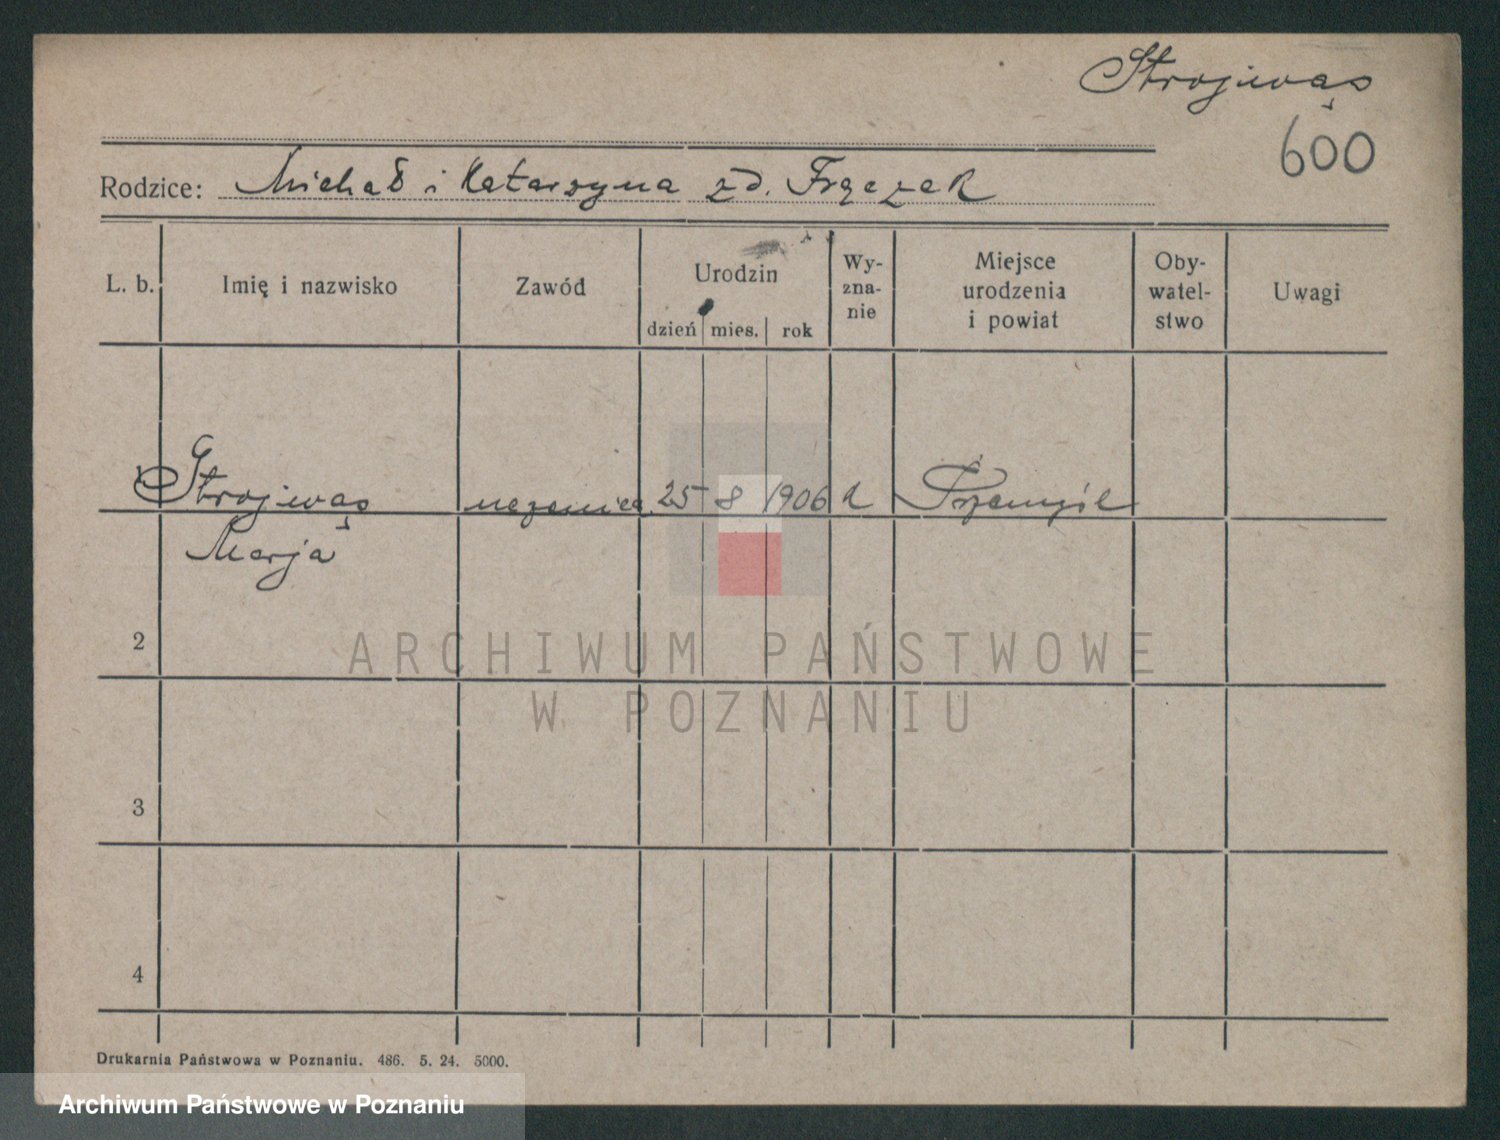 Strojwąs
600
Rodzice: Michał i Katarzyna zd. Frączek
L. b. Imię i nazwisko Zawód Urodzin dzień mies. rok Wy-zna-nie Miejsce urodzenia i powiat Oby-watel-stwo Uwagi
Strojwąs uczenica 25 8 1906 k Przemyśl
Marja
2
3
4
Drukarnia Państwowa w Poznaniu. 486. 5. 24. 5000.
ARCHIWUM PAŃSTWOWE
W POZNANIU
Archiwum Państwowe w Poznaniu